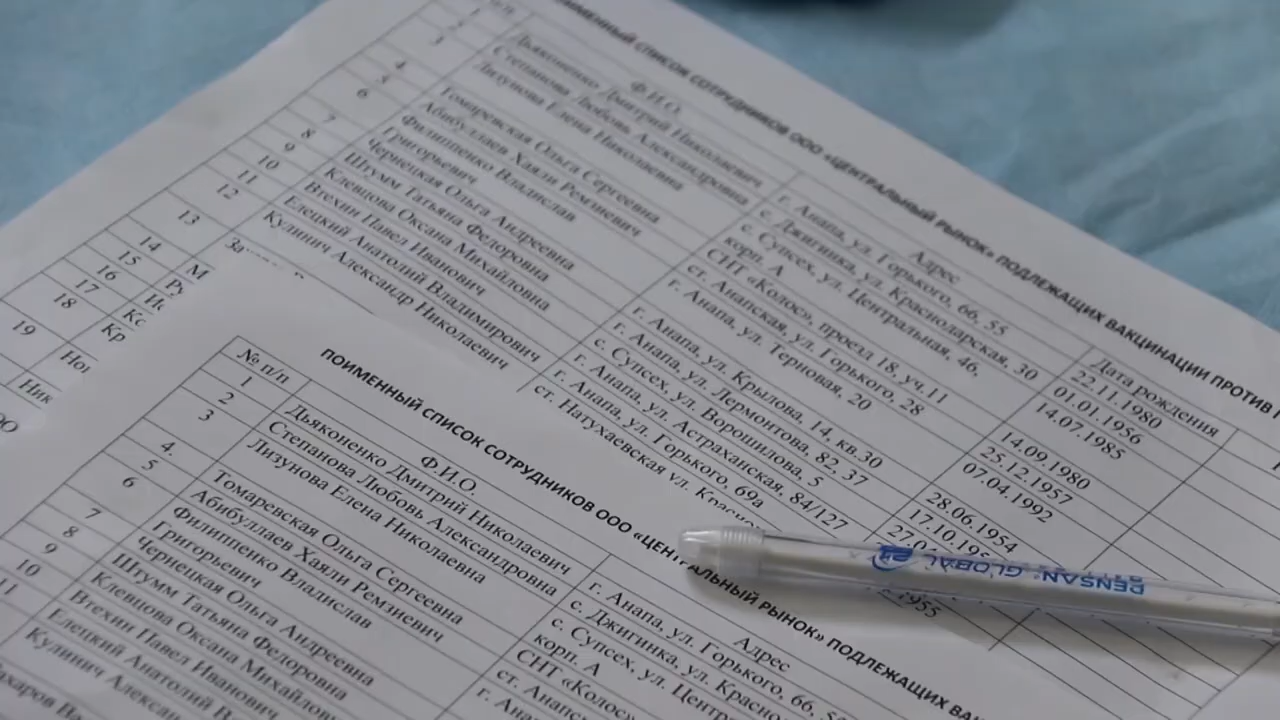 ПОИМЕННЫЙ СПИСОК СОТРУДНИКОВ ООО «ЦЕНТРАЛЬНЫЙ РЫНОК» ПОДЛЕЖАЩИХ ВАКЦИНАЦИИ ПРОТИВ
Ф.И.О. Адрес Дата рождения
Дьяконенко Дмитрий Николаевич г. Анапа, ул. Горького, 66, 55 22.11.1980
Степанова Любовь Александровна с. Джигинка, ул. Краснодарская, 30 01.01.1956
3 Лизунова Елена Николаевна с. Супсех, ул. Центральная, 46, корп. А 14.07.1985
4 Томаревская Ольга Сергеевна СНТ «Колос», проезд 18, уч.11 14.09.1980
5 Абибуллаев Хаяли Ремзиевич ст. Анапская, ул. Горького, 28 25.12.1957
6 Филиппенко Владислав Григорьевич г. Анапа, ул. Терновая, 20 07.04.1992
7 Чернецкая Ольга Андреевна г. Анапа, ул. Крылова, 14, кв.30 28.06.1954
8 Штумм Татьяна Федоровна г. Анапа, ул. Лермонтова, 82, 37
9 Клевцова Оксана Михайловна с. Супсех, ул. Ворошилова, 5
10 Втехин Павел Иванович г. Анапа, ул. Астраханская, 84/127
11 Елецкий Анатолий Владимирович г. Анапа, ул. Горького, 69а
12 Кулинич Александр Николаевич ст. Натухаевская ул.
13
14
15
16
17
18
19
ПОИМЕННЫЙ СПИСОК СОТРУДНИКОВ ООО «ЦЕНТРАЛЬНЫЙ РЫНОК» ПОДЛЕЖАЩИХ
№ п/п Ф.И.О. Адрес
1 Дьяконенко Дмитрий Николаевич г. Анапа, ул. Горького, 66,
2 Степанова Любовь Александровна с. Джигинка, ул.
3 Лизунова Елена Николаевна с. Супсех, ул. корп. А
4. Томаревская Ольга Сергеевна СНТ «Колос»
5 Абибуллаев Хаяли Ремзиевич ст.
6 Филиппенко Владислав Григорьевич г.
7 Чернецкая Ольга Андреевна
8 Штумм Татьяна Федоровна
9 Клевцова Оксана
10 Втехин Павел Иванович
11 Елецкий Анатолий
Кулинич
DENSAN GLOBAL